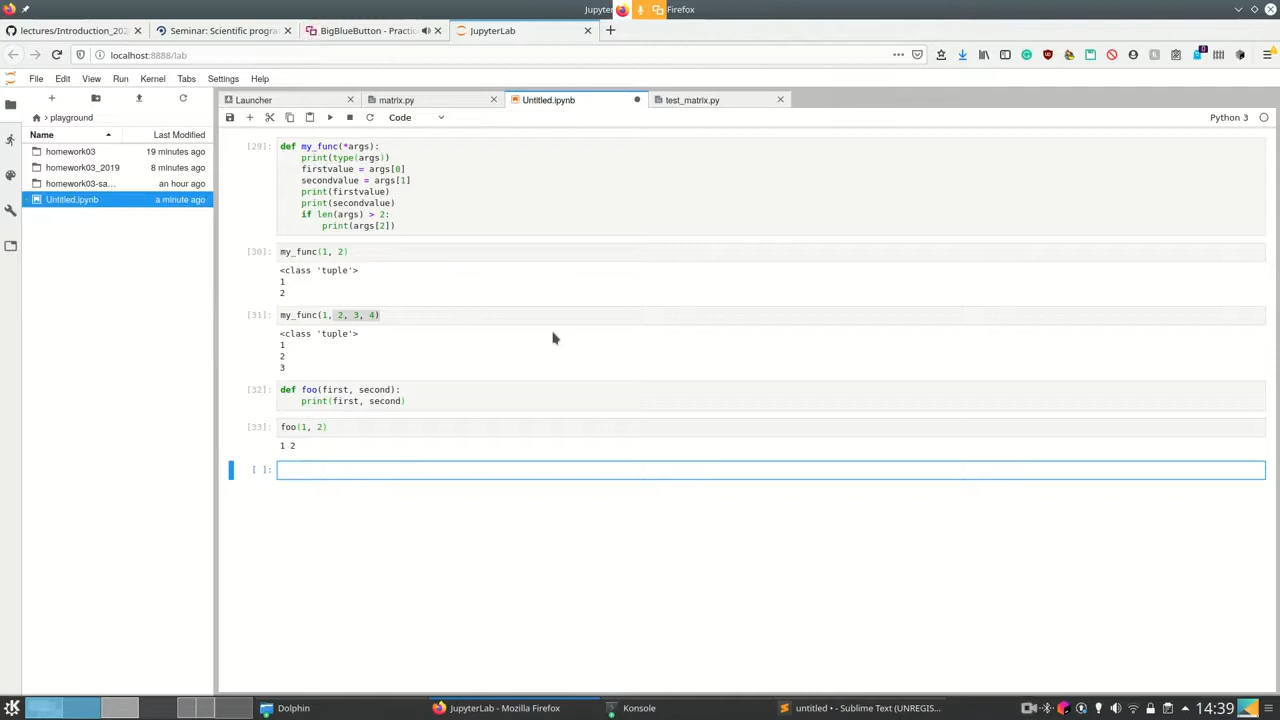 Jupyte Firefox
lectures/Introduction_202 Seminar: Scientific progra BigBlueButton - Practic JupyterLab
localhost:8888/lab
File Edit View Run Kernel Tabs Settings Help
Launcher matrix.py Untitled.ipynb test_matrix.py
Code Python 3
playground
Name Last Modified
homework03 19 minutes ago
homework03_2019 8 minutes ago
homework03-sa... an hour ago
Untitled.ipynb a minute ago
[29]: def my_func(*args):
print(type(args))
firstvalue = args[0]
secondvalue = args[1]
print(firstvalue)
print(secondvalue)
if len(args) > 2:
print(args[2])
[30]: my_func(1, 2)
<class 'tuple'>
1
2
[31]: my_func(1, 2, 3, 4)
<class 'tuple'>
1
2
3
[32]: def foo(first, second):
print(first, second)
[33]: foo(1, 2)
1 2
[ ]:
Dolphin JupyterLab - Mozilla Firefox Konsole untitled • - Sublime Text (UNREGIS... 14:39